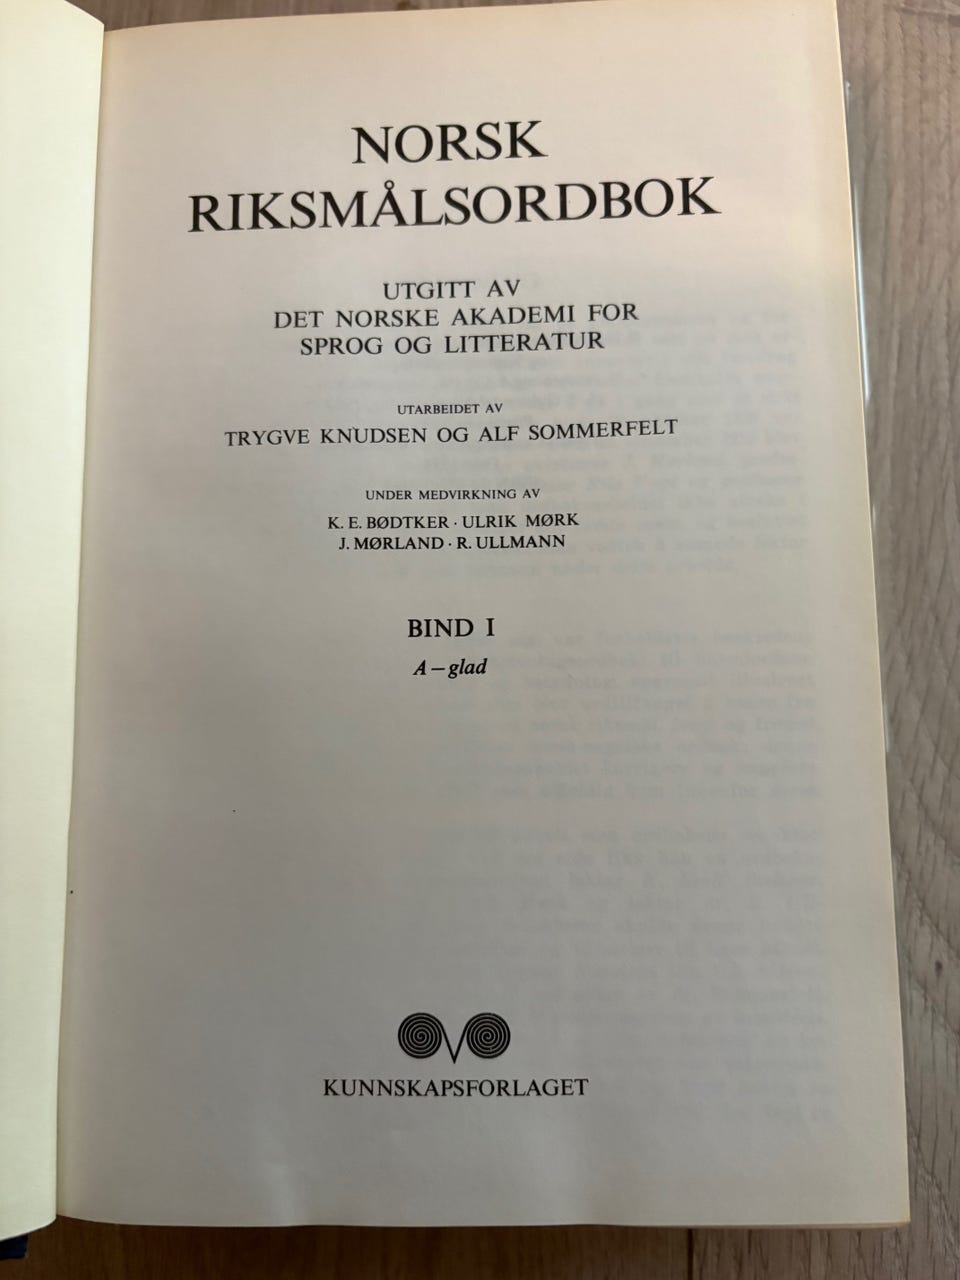 NORSK
RIKSMÅLSORDBOK
UTGITT AV
DET NORSKE AKADEMI FOR
SPROG OG LITTERATUR
UTARBEIDET AV
TRYGVE KNUDSEN OG ALF SOMMERFELT
UNDER MEDVIRKNING AV
K. E. BØDTKER · ULRIK MØRK
J. MØRLAND · R. ULLMANN
BIND I
A – glad
KUNNSKAPSFORLAGET